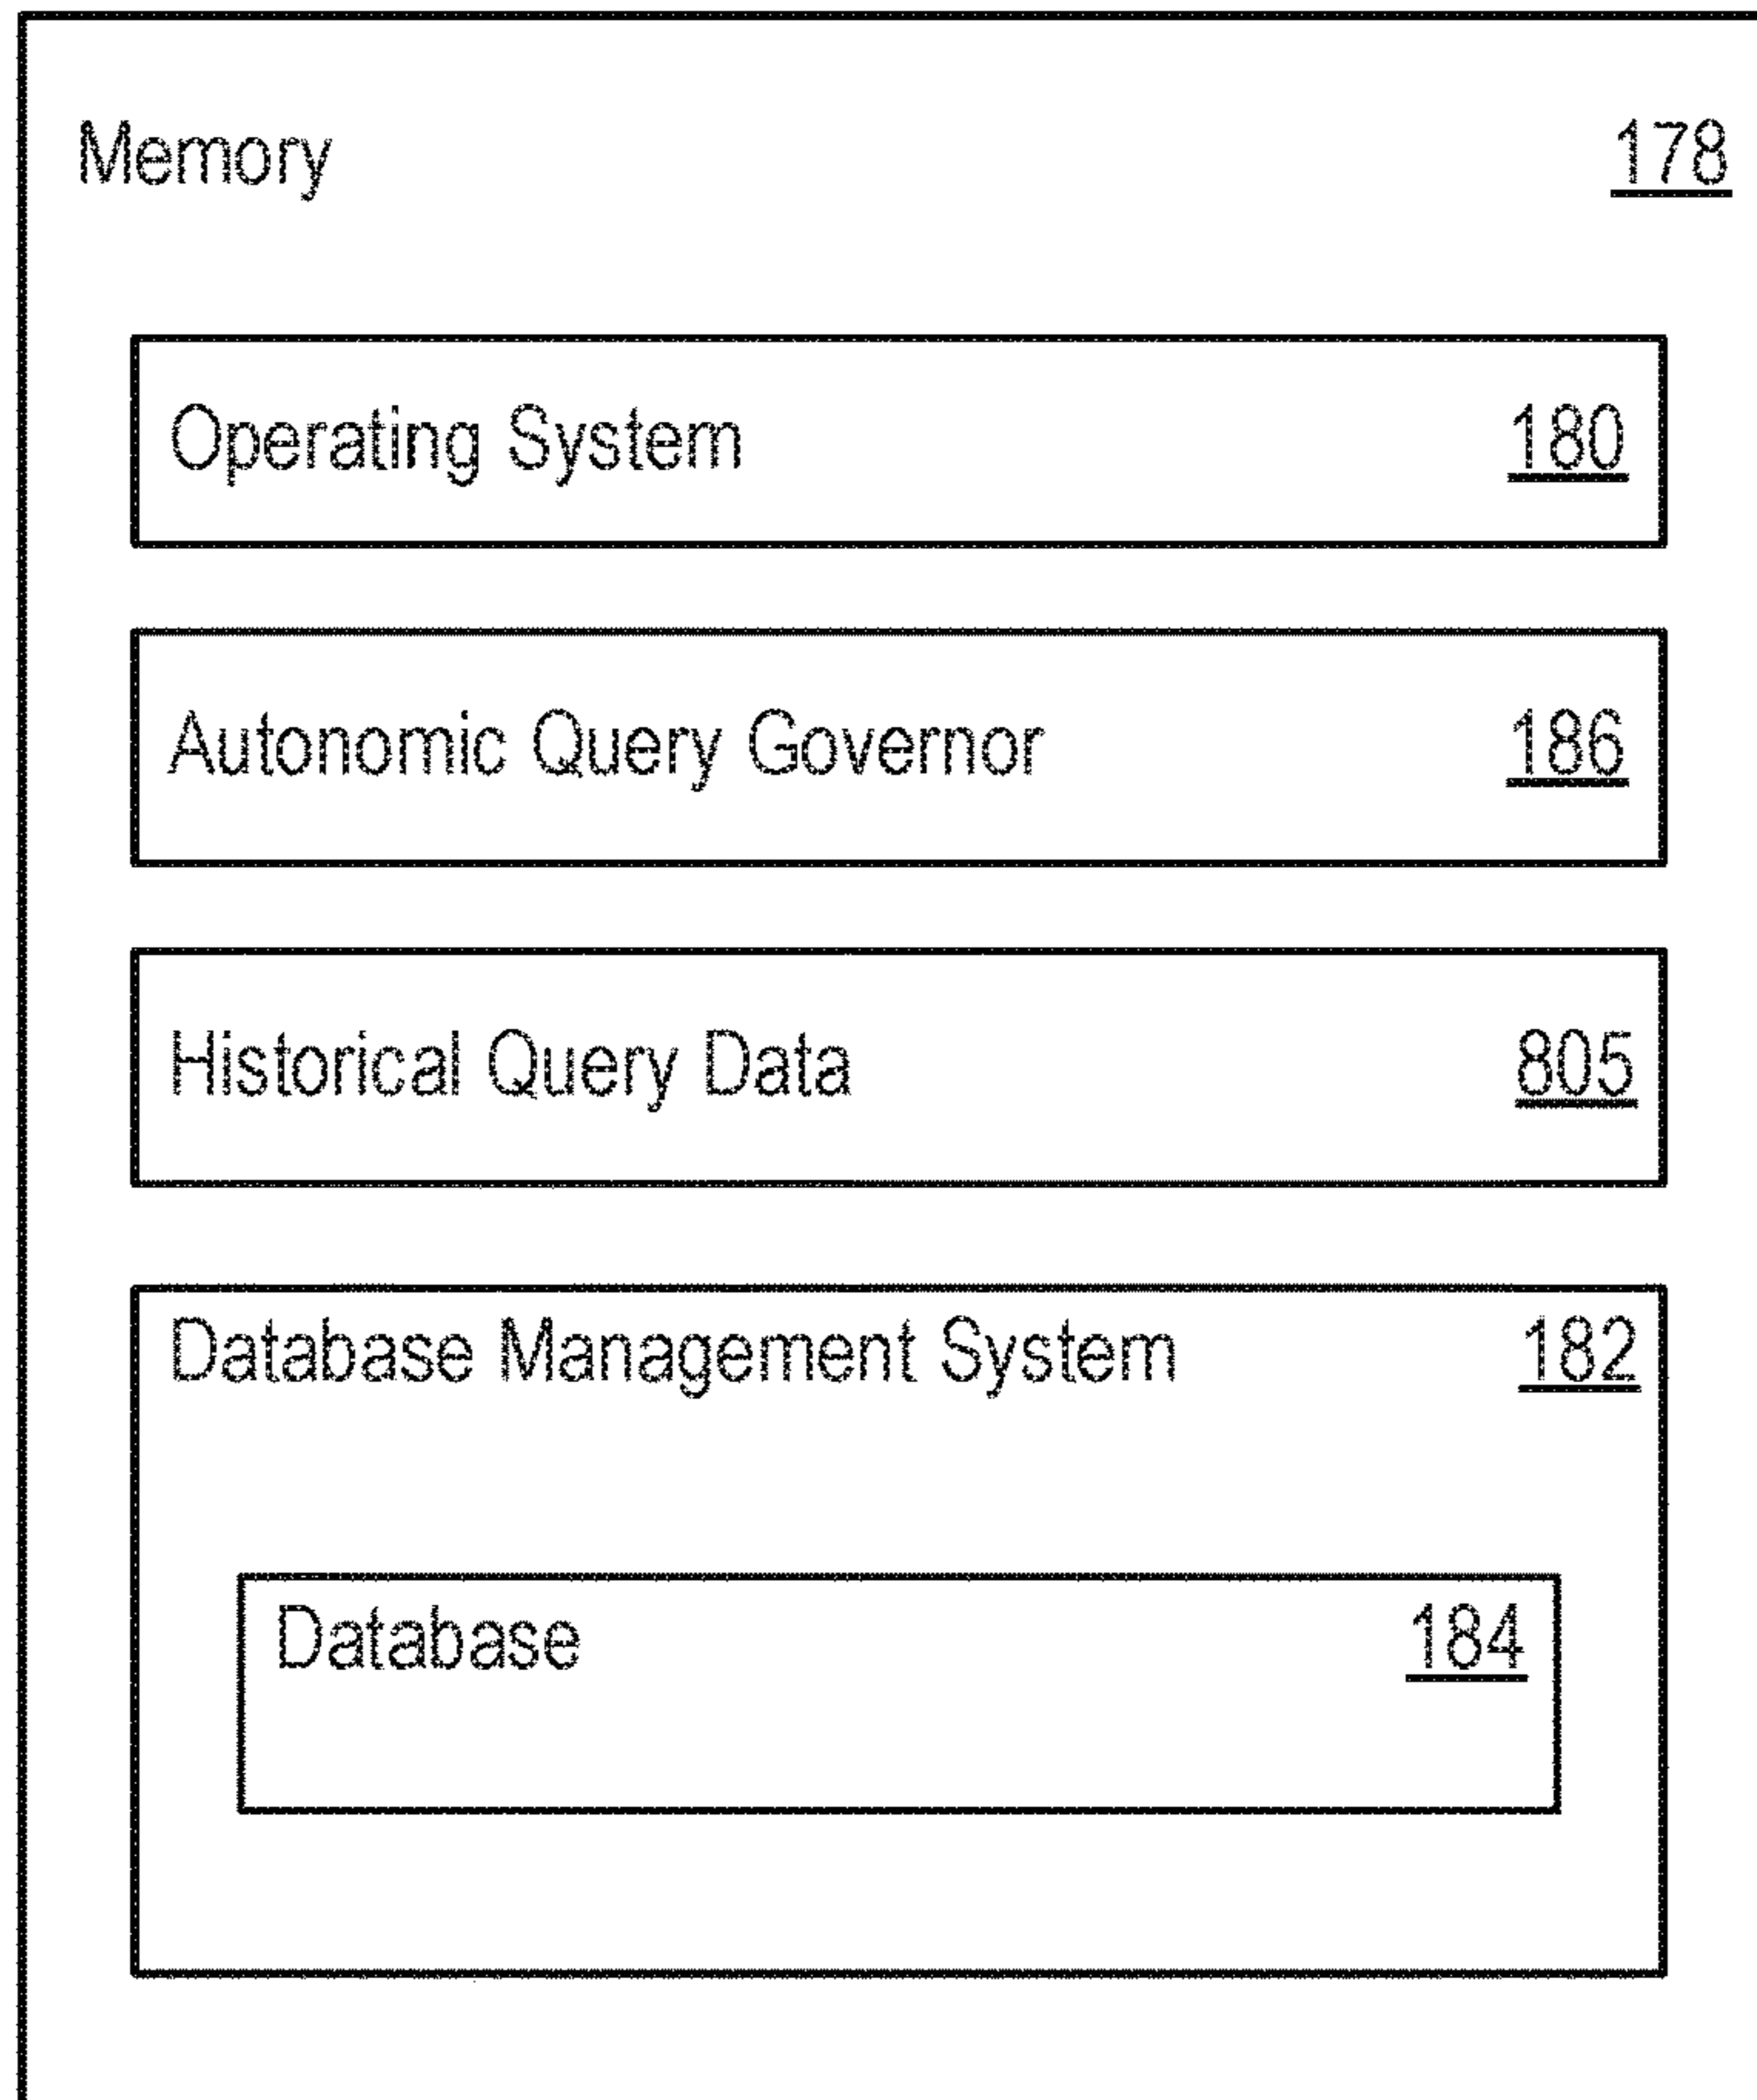 Memory 178
Operating System 180
Autonomic Query Governor 186
Historical Query Data 805
Database Management System 182
Database 184